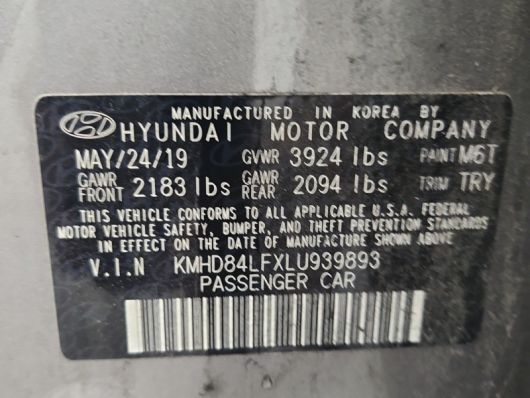 MANUFACTURED IN KOREA BY
HYUNDAI MOTOR COMPANY
MAY/24/19 GVWR 3924 lbs PAINT M6T
GAWR FRONT 2183 lbs GAWR REAR 2094 lbs TRIM TRY
THIS VEHICLE CONFORMS TO ALL APPLICABLE U.S.A. FEDERAL
MOTOR VEHICLE SAFETY, BUMPER, AND THEFT PREVENTION STANDARDS
IN EFFECT ON THE DATE OF MANUFACTURE SHOWN ABOVE.
V.I.N KMHD84LFXLU939893
PASSENGER CAR